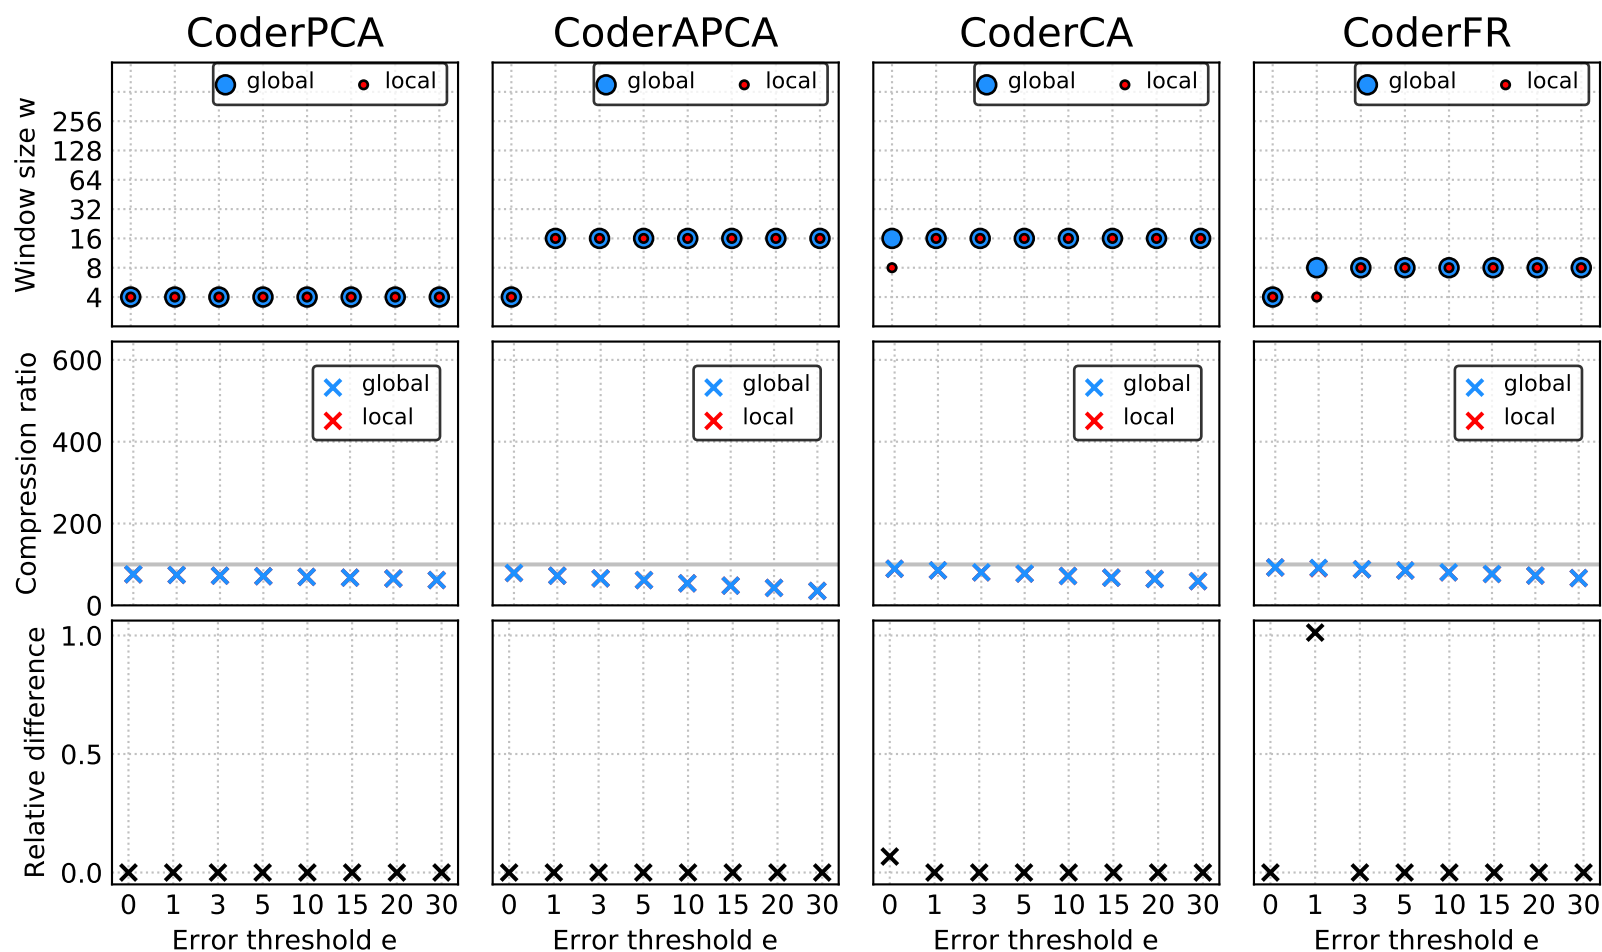 CoderPCA CoderAPCA CoderCA CoderFR
global local global local global local global local
Window size w
256
128
64
32
16
8
4
Compression ratio
600
400
200
0
global global global global
local local local local
Relative difference
1.0
0.5
0.0
0 1 3 5 10 15 20 30 0 1 3 5 10 15 20 30 0 1 3 5 10 15 20 30 0 1 3 5 10 15 20 30
Error threshold e Error threshold e Error threshold e Error threshold e